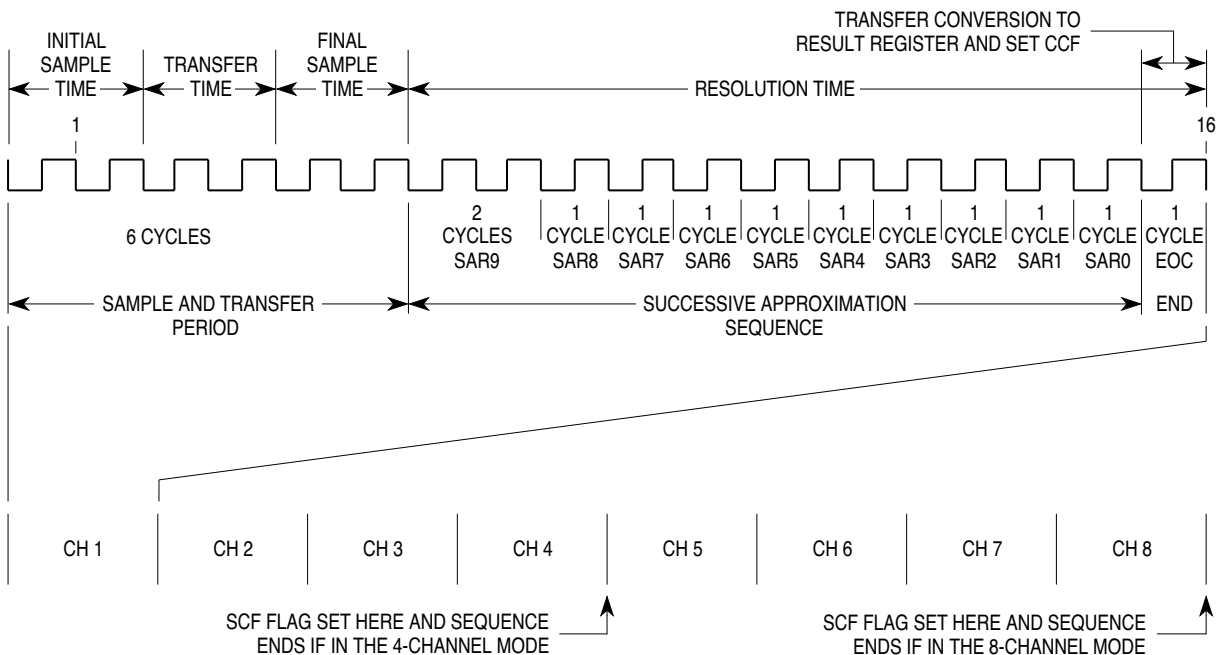 TRANSFER CONVERSION TO
RESULT REGISTER AND SET CCF
INITIAL
SAMPLE
TIME
TRANSFER
TIME
FINAL
SAMPLE
TIME
RESOLUTION TIME
1
16
6 CYCLES
2
CYCLES
SAR9
1
CYCLE
SAR8
1
CYCLE
SAR7
1
CYCLE
SAR6
1
CYCLE
SAR5
1
CYCLE
SAR4
1
CYCLE
SAR3
1
CYCLE
SAR2
1
CYCLE
SAR1
1
CYCLE
SAR0
1
CYCLE
EOC
SAMPLE AND TRANSFER
PERIOD
SUCCESSIVE APPROXIMATION
SEQUENCE
END
CH 1
CH 2
CH 3
CH 4
CH 5
CH 6
CH 7
CH 8
SCF FLAG SET HERE AND SEQUENCE
ENDS IF IN THE 4-CHANNEL MODE
SCF FLAG SET HERE AND SEQUENCE
ENDS IF IN THE 8-CHANNEL MODE